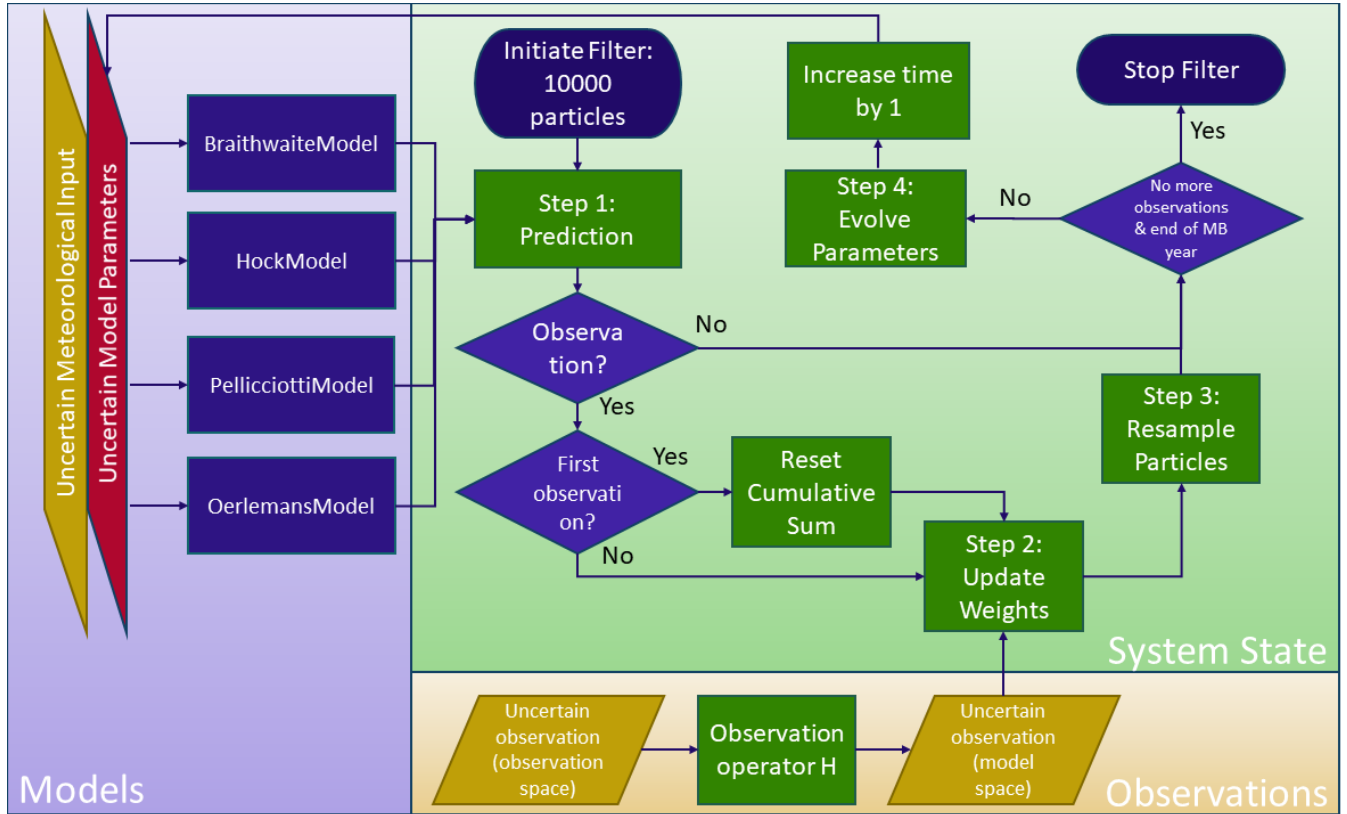 Uncertain Meteorological Input
Uncertain Model Parameters
BraithwaiteModel
HockModel
PellicciottiModel
OerlemansModel
Models
Initiate Filter:
10000
particles
Step 1:
Prediction
Observa
tion?
No
Yes
First
observati
on?
Yes
No
Reset
Cumulative
Sum
Step 2:
Update
Weights
Step 3:
Resample
Particles
No more
observations
& end of MB
year
No
Yes
Stop Filter
Step 4:
Evolve
Parameters
Increase time
by 1
System State
Uncertain
observation
(observation
space)
Observation
operator H
Uncertain
observation
(model
space)
Observations